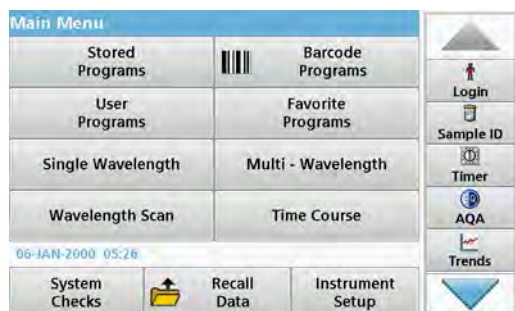 Main Menu
Stored
Programs
Barcode
Programs
User
Programs
Favorite
Programs
Single Wavelength
Multi - Wavelength
Wavelength Scan
Time Course
06-JAN-2000 05:26
System
Checks
Recall
Data
Instrument
Setup
Login
Sample ID
Timer
AQA
Trends